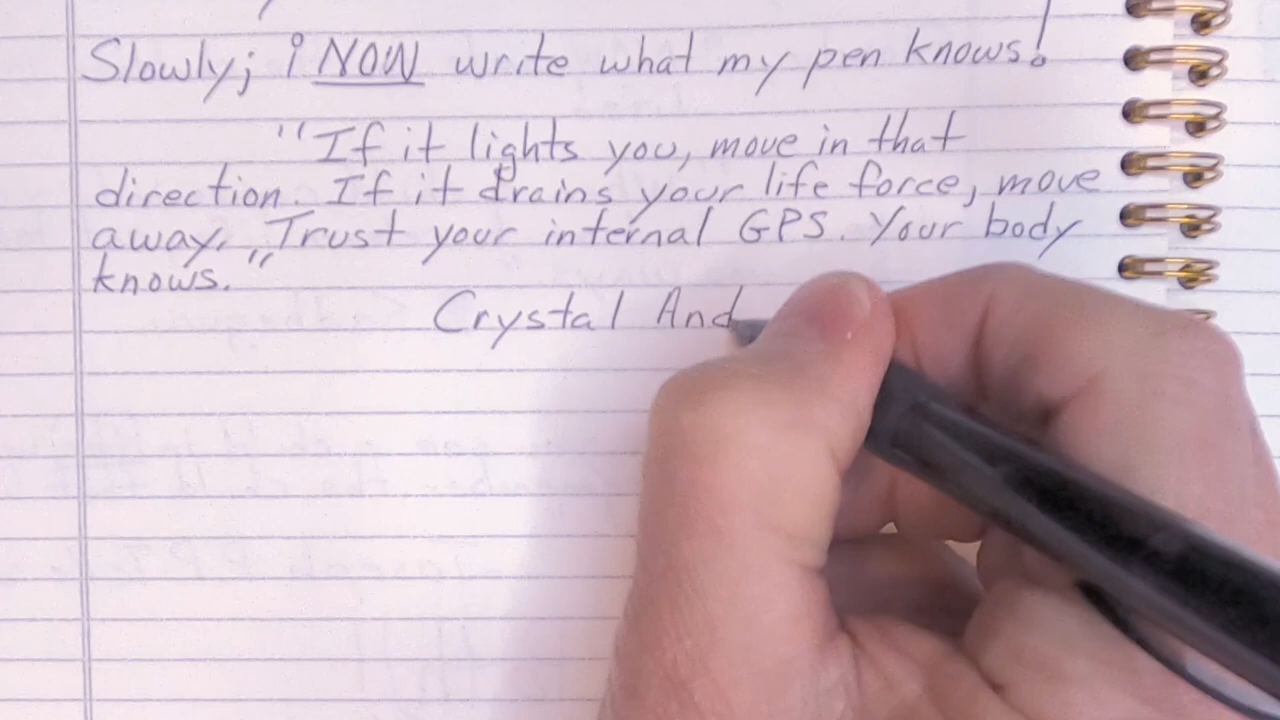 Slowly; ¡NOW write what my pen knows!
"If it lights you, move in that
direction. If it drains your life force, move
away. Trust your internal GPS. Your body
knows."
Crystal And